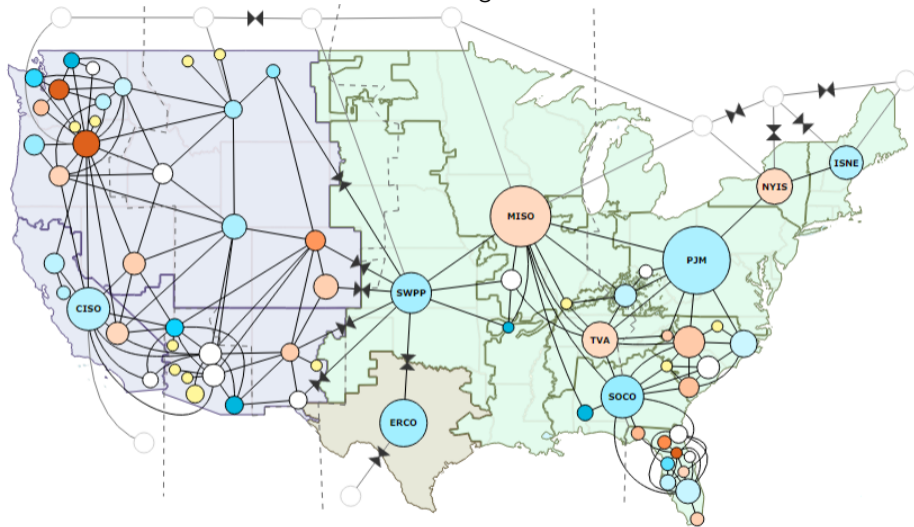 ISNE
NYIS
MISO
PJM
SWPP
CISO
TVA
SOCO
ERCO